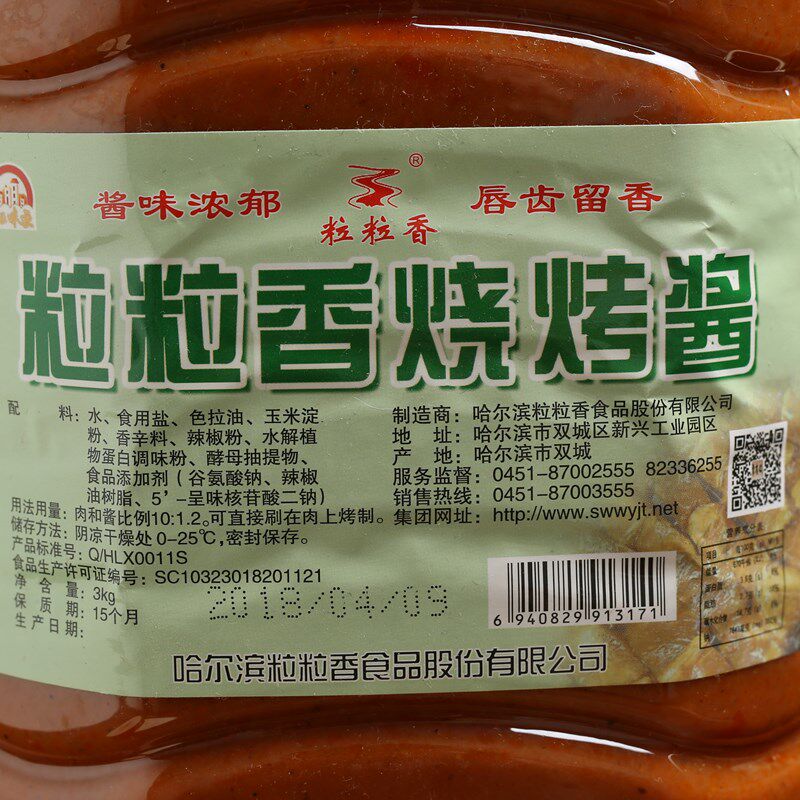 酱味浓郁
®
粒粒香
唇齿留香
粒粒香烧烤酱
配 料：水、食用盐、色拉油、玉米淀
粉、香辛料、辣椒粉、水解植
物蛋白调味粉、酵母抽提物、
食品添加剂（谷氨酸钠、辣椒
油树脂、5’-呈味核苷酸二钠）
用法用量：肉和酱比例10:1.2。可直接刷在肉上烤制。
储存方法：阴凉干燥处 0-25℃，密封保存。
产品标准号：Q/HLX0011S
食品生产许可证编号：SC10323018201121
净 含 量：3kg
保 质 期：15个月
生产日期：
2018/04/09
制造商：哈尔滨粒粒香食品股份有限公司
地 址：哈尔滨市双城区新兴工业园区
产 地：哈尔滨市双城
服务监督：0451-87002555 82336255
销售热线：0451-87003555
集团网址：http://www.swwyjt.net
营养成分表
项目
6 940829 913171
哈尔滨粒粒香食品股份有限公司